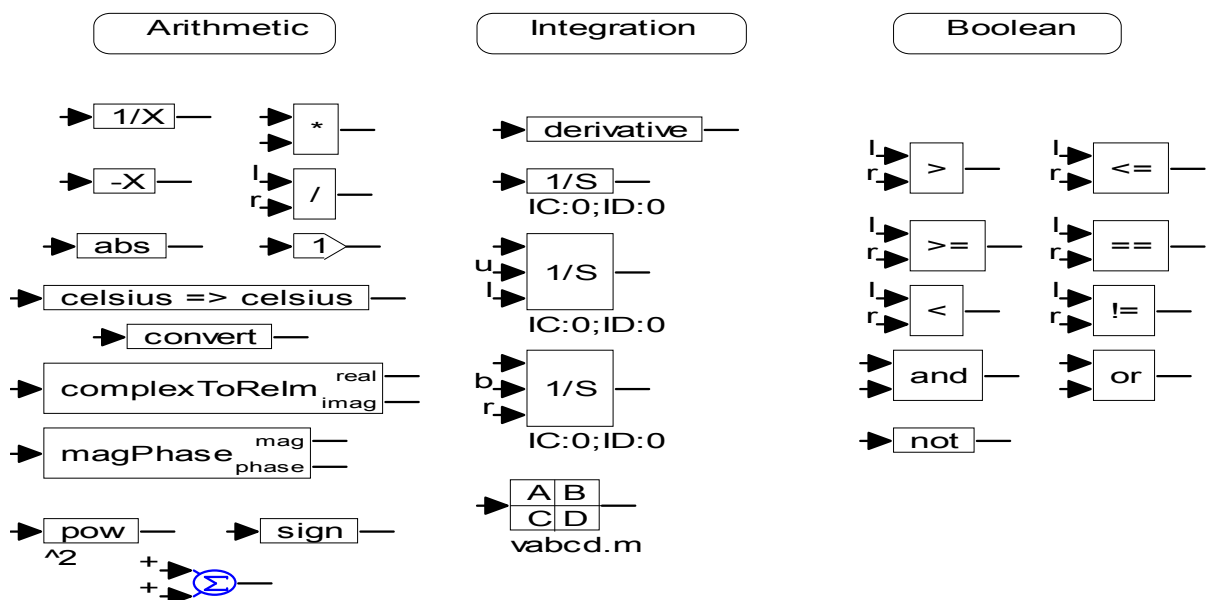 Arithmetic
1/X
*
-X
l
r
/
abs
1
celsius => celsius
convert
complexToReIm
real
imag
magPhase
mag
phase
pow
^2
sign
+
+
Σ
Integration
derivative
1/S
IC:0;ID:0
u
l
1/S
IC:0;ID:0
b
r
1/S
IC:0;ID:0
A B
C D
vabcd.m
Boolean
l
r
>
l
r
<=
l
r
>=
l
r
==
l
r
<
l
r
!=
and
or
not